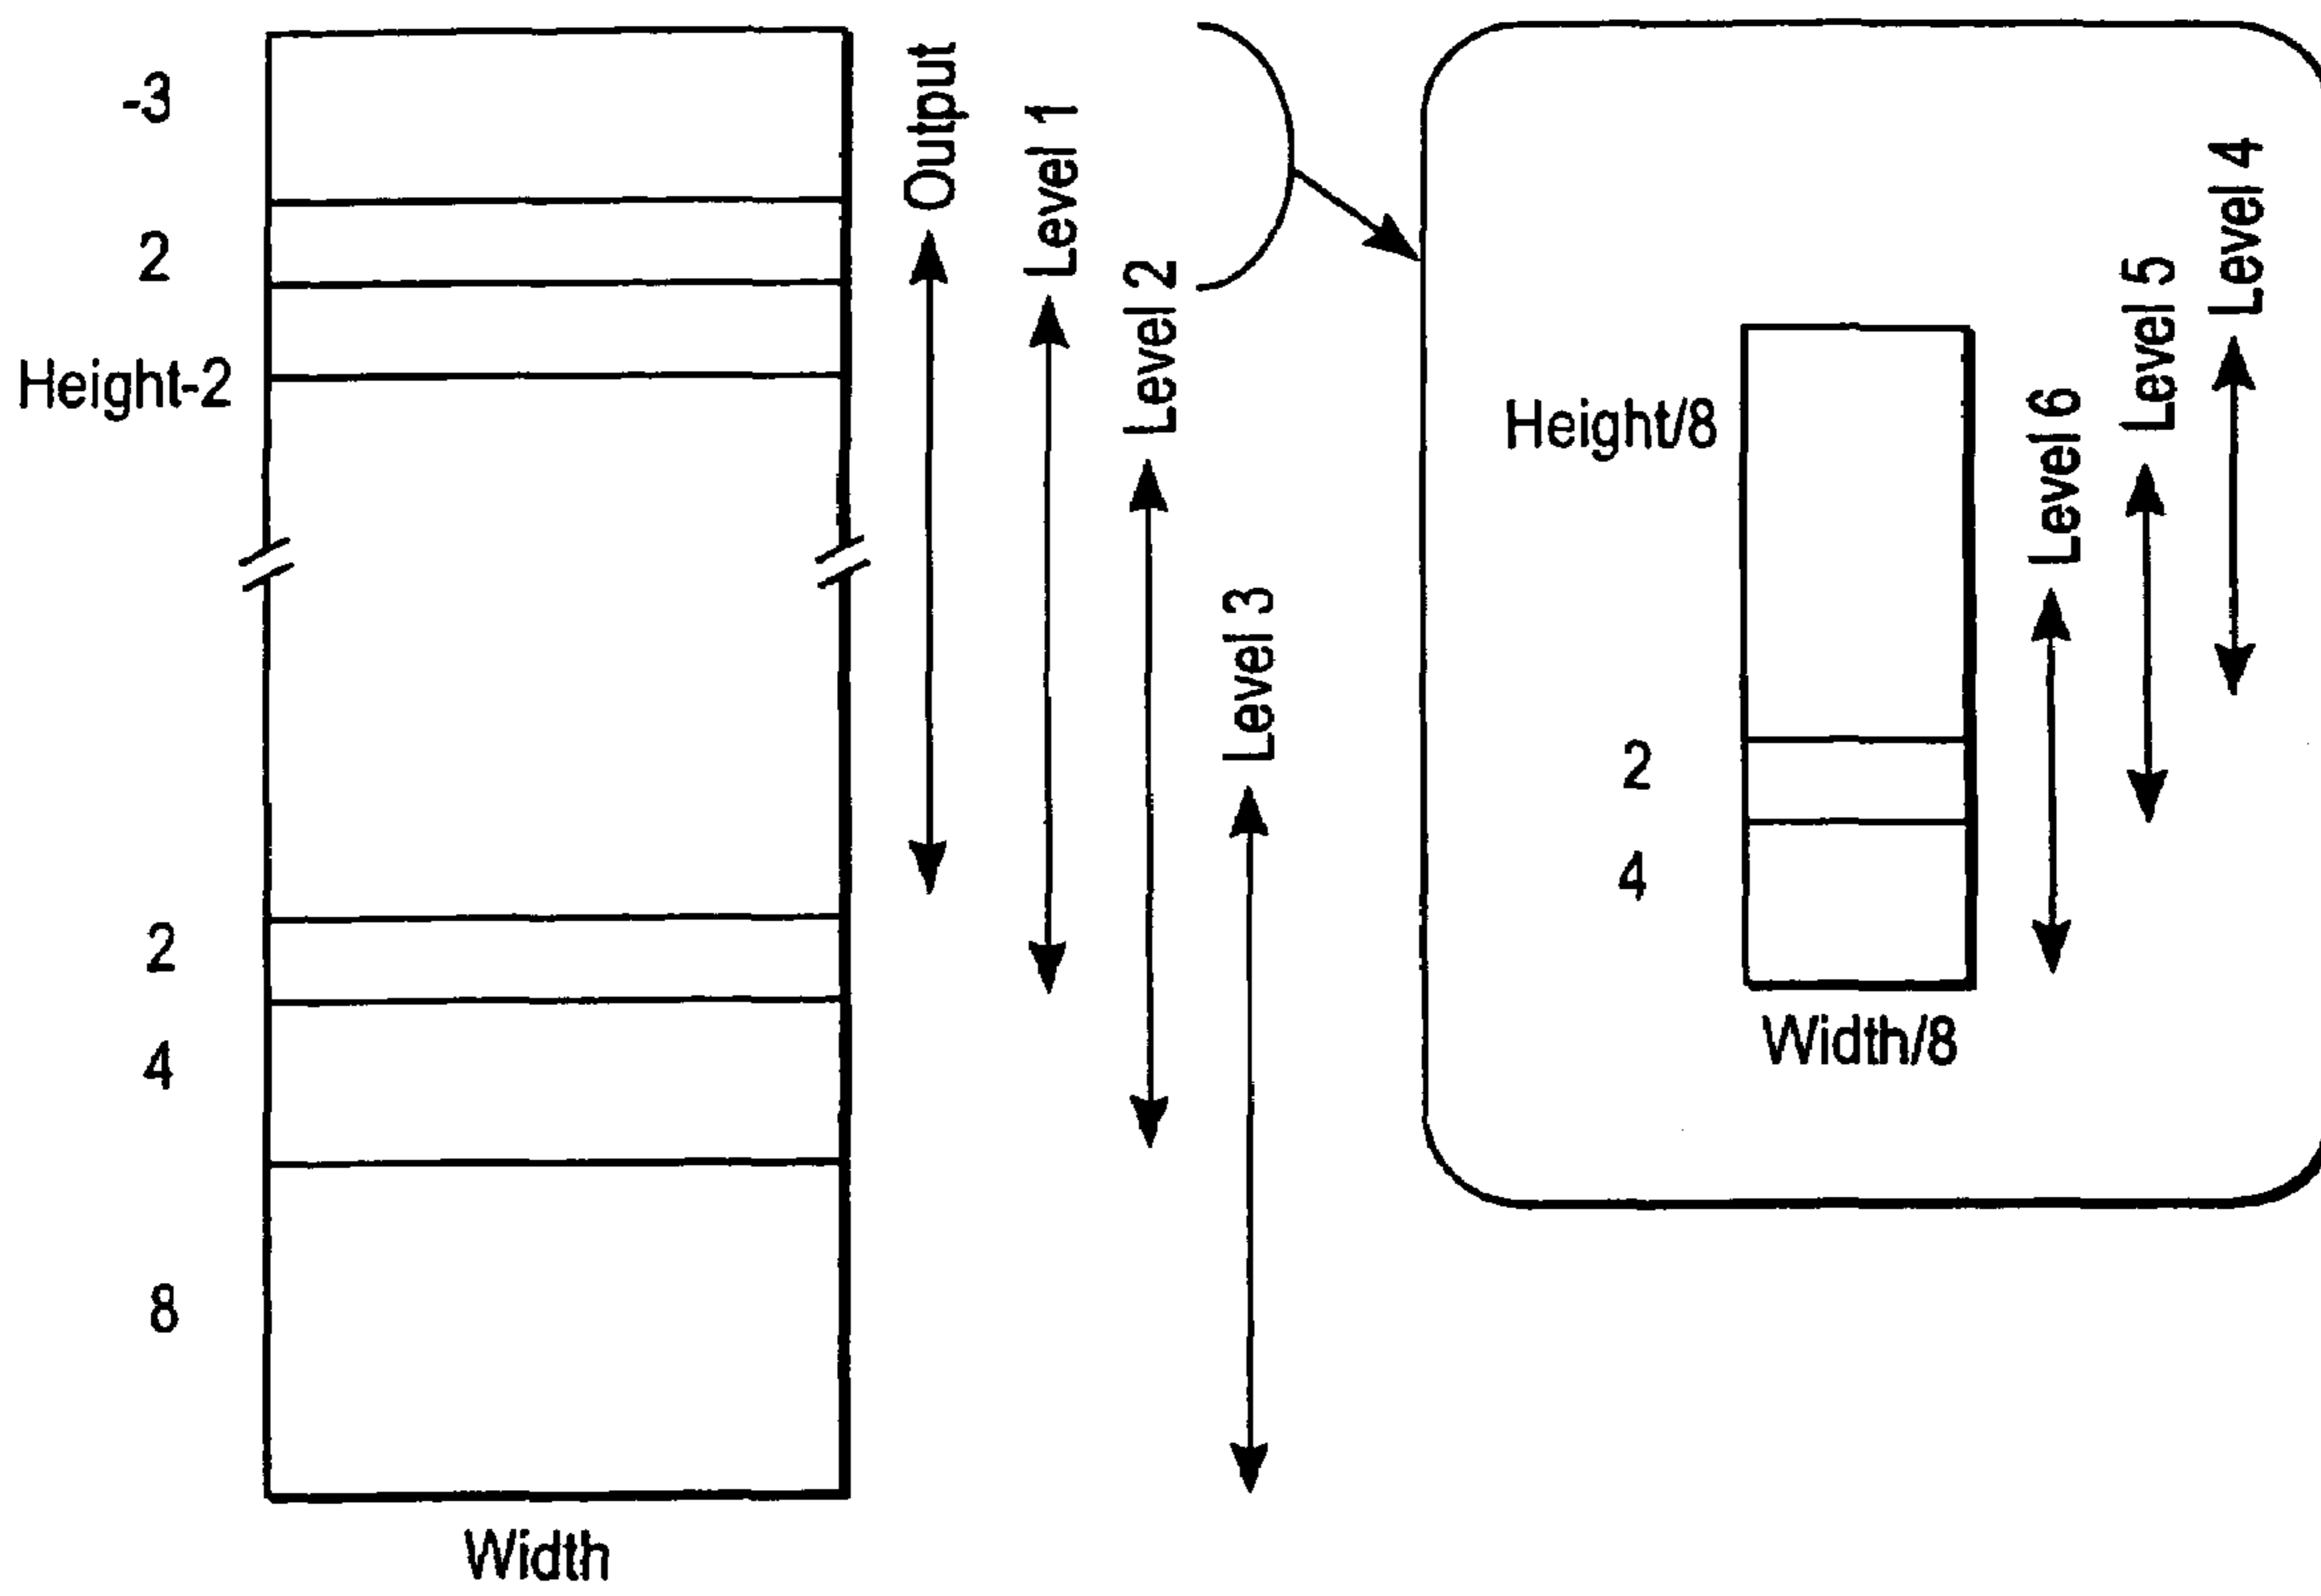 -3
2
Height-2
2
4
8
Width
Output
Level 1
Level 2
Level 3
Height/8
2
4
Width/8
Level 6
Level 5
Level 4